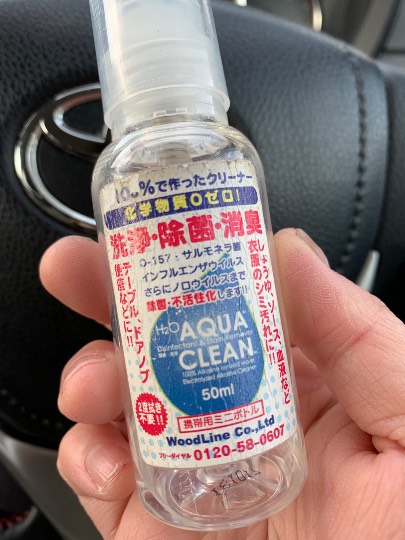 100%で作ったクリーナー
化学物質0ゼロ!
洗浄・除菌・消臭
O-157・サルモネラ菌
インフルエンザウイルス
さらにノロウイルスまで
除菌・不活性化します!!
しょうゆ・ソース・血液など
衣服のシミ汚れに!!
テーブル・ドアノブ
便座などに!!
H2O AQUA
Disinfectant & Stain Remover
CLEAN
100% Alkaline ionized water
Electrolyzed Alkaline Cleaner
50ml
2度拭き
不要!!
携帯用ミニボトル
WoodLine Co.,Ltd
フリーダイヤル 0120-58-0607